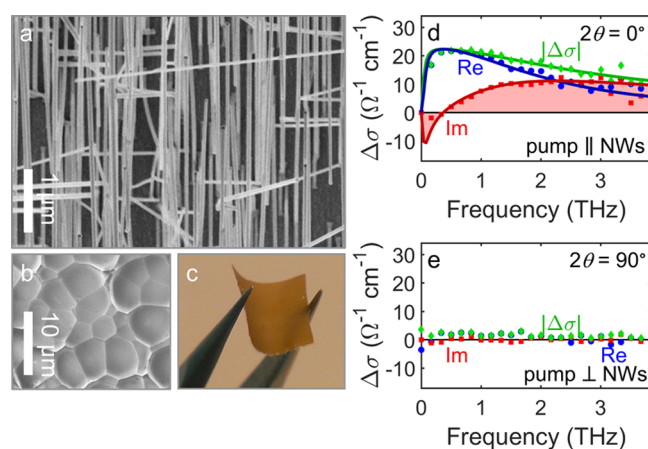 a
1 μm
b
10 μm
c
d
2θ = 0°
|Δσ|
Re
Im
pump ∥ NWs
30
20
10
0
-10
Δσ (Ω⁻¹ cm⁻¹)
0 1 2 3
Frequency (THz)
e
2θ = 90°
|Δσ|
Im
Re
pump ⊥ NWs
30
20
10
0
-10
Δσ (Ω⁻¹ cm⁻¹)
0 1 2 3
Frequency (THz)